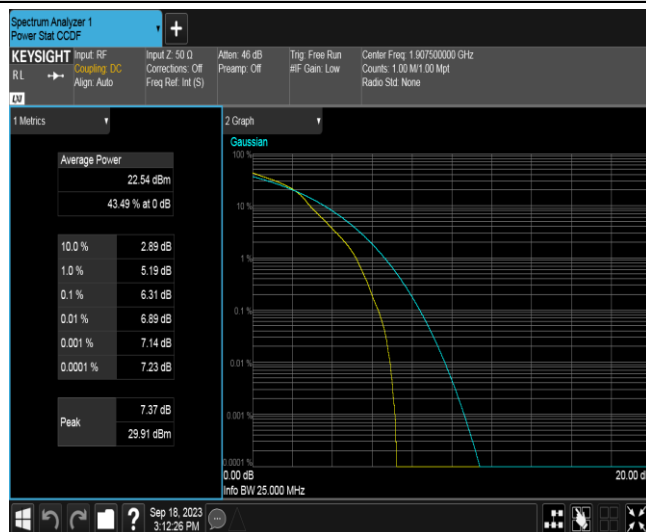 Spectrum Analyzer 1
Power Stat CCDF
KEYSIGHT
RL
LXI
Input: RF
Coupling: DC
Align: Auto
Input Z: 50 Ω
Corrections: Off
Freq Ref: Int (S)
Atten: 46 dB
Preamp: Off
Trig: Free Run
#IF Gain: Low
Center Freq: 1.907500000 GHz
Counts: 1.00 M/1.00 Mpt
Radio Std: None
1 Metrics
Average Power
22.54 dBm
43.49 % at 0 dB
10.0 % 2.89 dB
1.0 % 5.19 dB
0.1 % 6.31 dB
0.01 % 6.89 dB
0.001 % 7.14 dB
0.0001 % 7.23 dB
Peak
7.37 dB
29.91 dBm
2 Graph
Gaussian
100 %
10 %
1 %
0.1 %
0.01 %
0.001 %
0.0001 %
0.00 dB
20.00 d
Info BW 25.000 MHz
Sep 18, 2023
3:12:26 PM